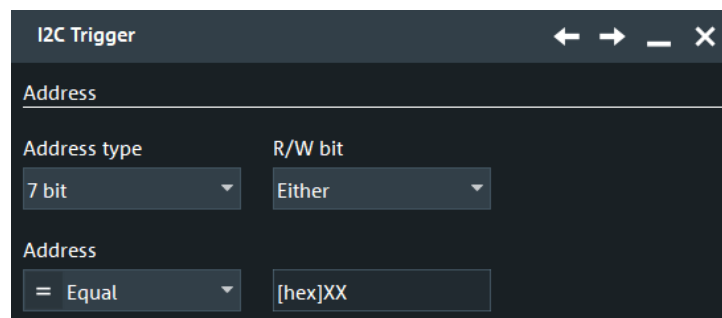 I2C Trigger
Address
Address type R/W bit
7 bit Either
Address
= Equal [hex]XX